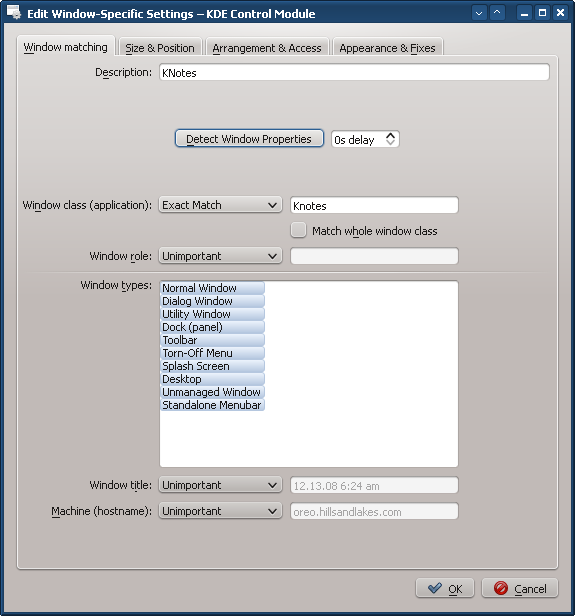 Edit Window-Specific Settings – KDE Control Module
Window matching Size & Position Arrangement & Access Appearance & Fixes
Description: KNotes
Detect Window Properties 0s delay
Window class (application): Exact Match Knotes
Match whole window class
Window role: Unimportant
Window types: Normal Window
Dialog Window
Utility Window
Dock (panel)
Toolbar
Torn-Off Menu
Splash Screen
Desktop
Unmanaged Window
Standalone Menubar
Window title: Unimportant 12.13.08 6:24 am
Machine (hostname): Unimportant oreo.hillsandlakes.com
OK Cancel